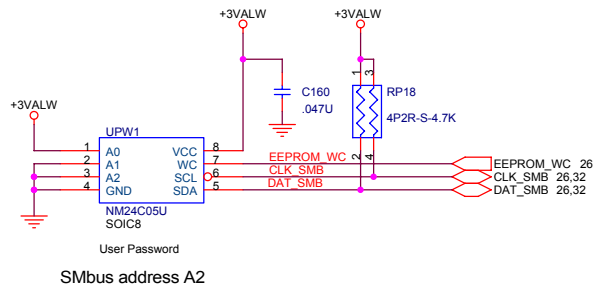 +3VALW
+3VALW
+3VALW
C160
.047U
1
3
RP18
4P2R-S-4.7K
2
4
UPW1
1 A0 VCC 8
2 A1 WC 7 EEPROM_WC EEPROM_WC 26
3 A2 SCL 6 CLK_SMB CLK_SMB 26,32
4 GND SDA 5 DAT_SMB DAT_SMB 26,32
NM24C05U
SOIC8
User Password
SMbus address A2